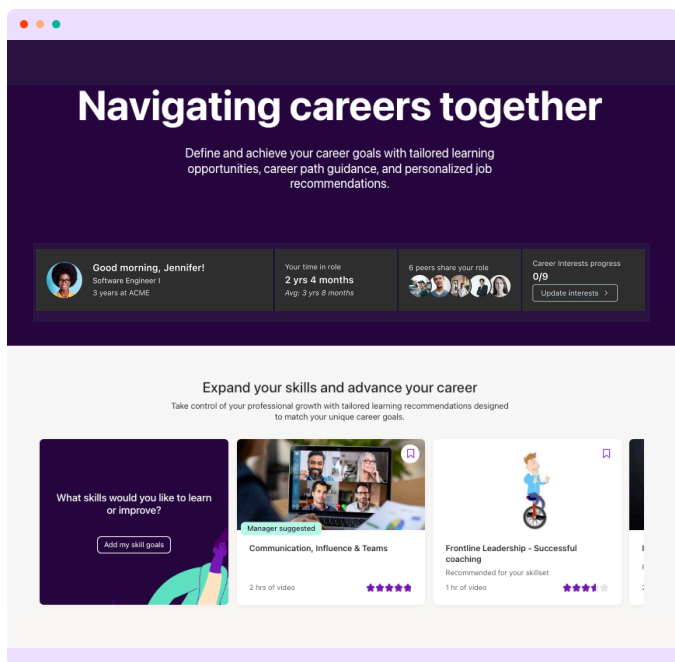 Navigating careers together
Define and achieve your career goals with tailored learning
opportunities, career path guidance, and personalized job
recommendations.
Good morning, Jennifer!
Software Engineer I
3 years at ACME
Your time in role
2 yrs 4 months
Avg: 3 yrs 8 months
6 peers share your role
Career Interests progress
0/9
Update interests
Expand your skills and advance your career
Take control of your professional growth with tailored learning recommendations designed
to match your unique career goals.
What skills would you like to learn
or improve?
Add my skill goals
Manager suggested
Communication, Influence & Teams
2 hrs of video
Frontline Leadership - Successful
coaching
Recommended for your skillset
1 hr of video